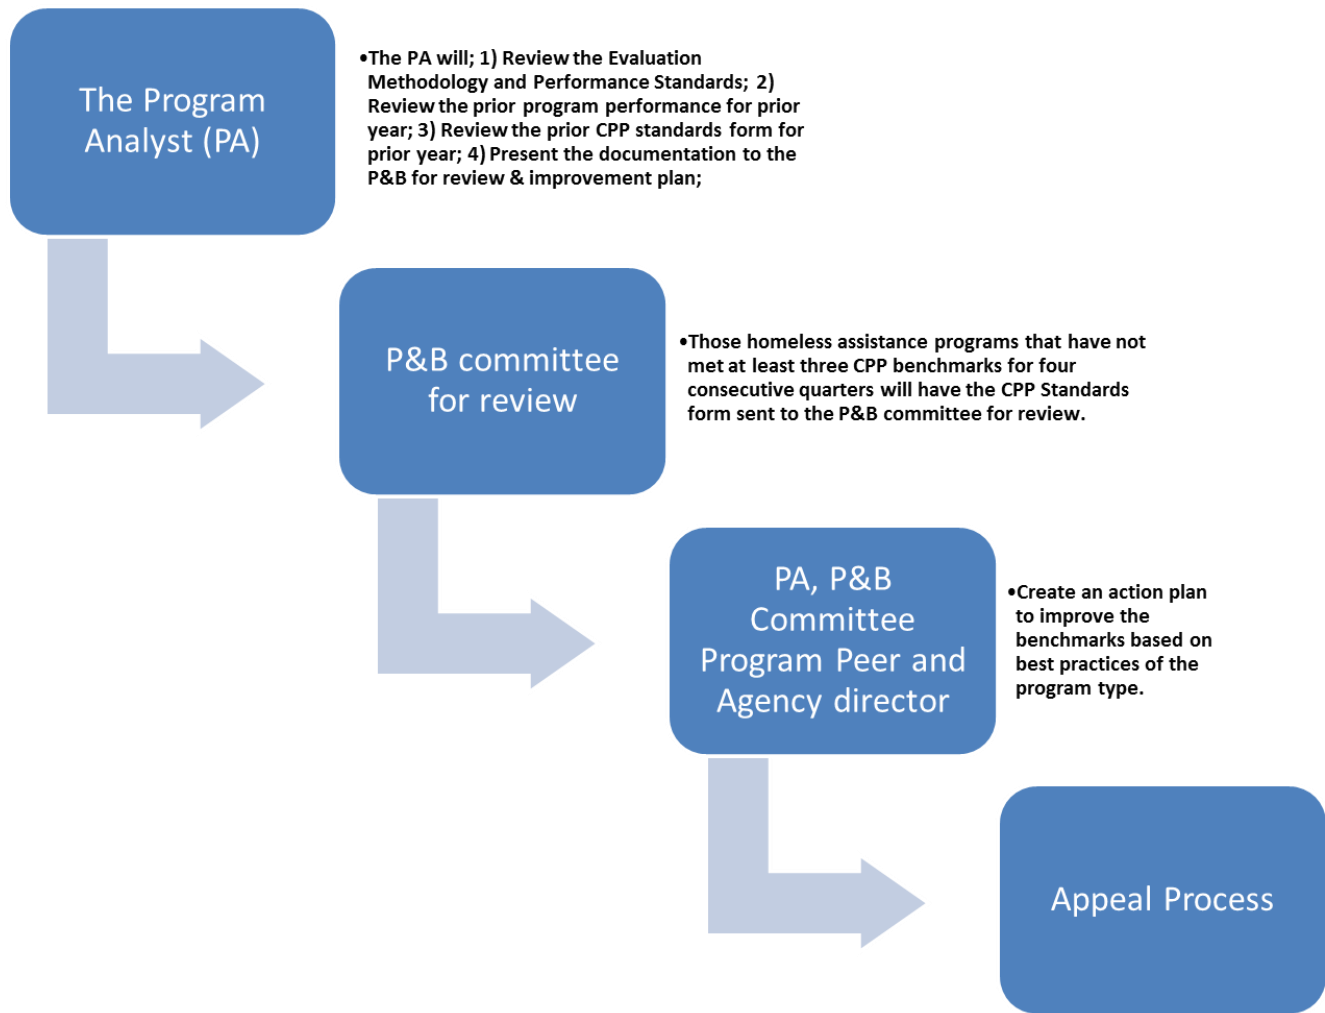 The Program
Analyst (PA)
•The PA will; 1) Review the Evaluation
Methodology and Performance Standards; 2)
Review the prior program performance for prior
year; 3) Review the prior CPP standards form for
prior year; 4) Present the documentation to the
P&B for review & improvement plan;
P&B committee
for review
•Those homeless assistance programs that have not
met at least three CPP benchmarks for four
consecutive quarters will have the CPP Standards
form sent to the P&B committee for review.
PA, P&B
Committee
Program Peer and
Agency director
•Create an action plan
to improve the
benchmarks based on
best practices of the
program type.
Appeal Process